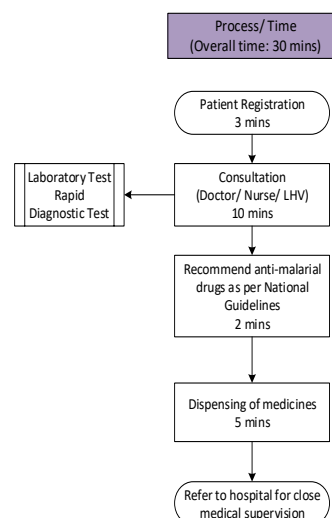 Process/ Time
(Overall time: 30 mins)
Patient Registration
3 mins
Laboratory Test
Rapid
Diagnostic Test
Consultation
(Doctor/ Nurse/ LHV)
10 mins
Recommend anti-malarial
drugs as per National
Guidelines
2 mins
Dispensing of medicines
5 mins
Refer to hospital for close
medical supervision